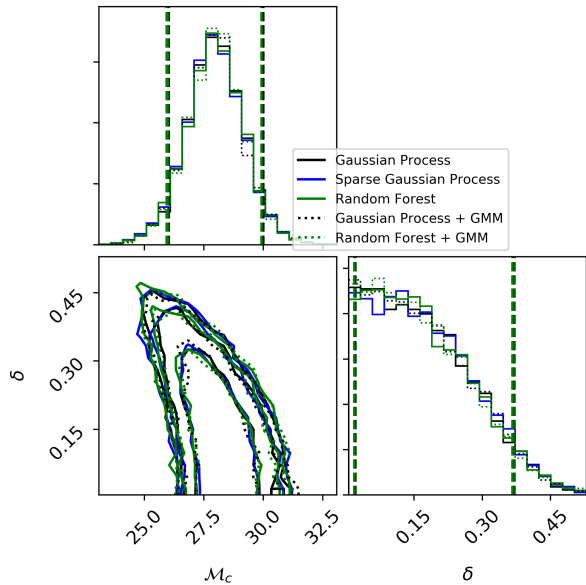 Gaussian Process
Sparse Gaussian Process
Random Forest
Gaussian Process + GMM
Random Forest + GMM
0.45
0.30
0.15
δ
25.0
27.5
30.0
32.5
ℳc
0.15
0.30
0.45
δ